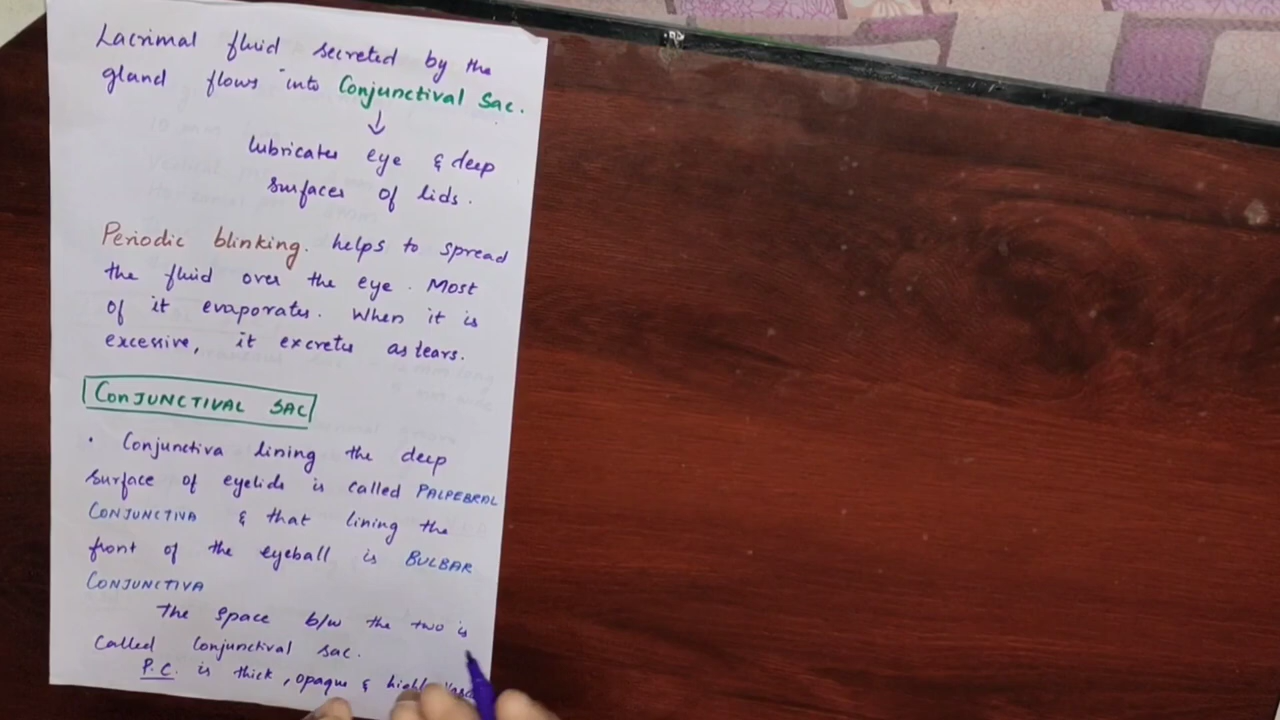 Lacrimal fluid secreted by the
gland flows into Conjunctival Sac.
↓
lubricates eye & deep
surfaces of lids.
Periodic blinking. helps to spread
the fluid over the eye. Most
of it evaporates. When it is
excessive, it excretes as tears.
CONJUNCTIVAL SAC
• Conjunctiva lining the deep
surface of eyelids is called PALPEBRAL
CONJUNCTIVA & that lining the
front of the eyeball is BULBAR
CONJUNCTIVA
The space b/w the two is
called Conjunctival sac.
P.C. is thick, opaque & highly